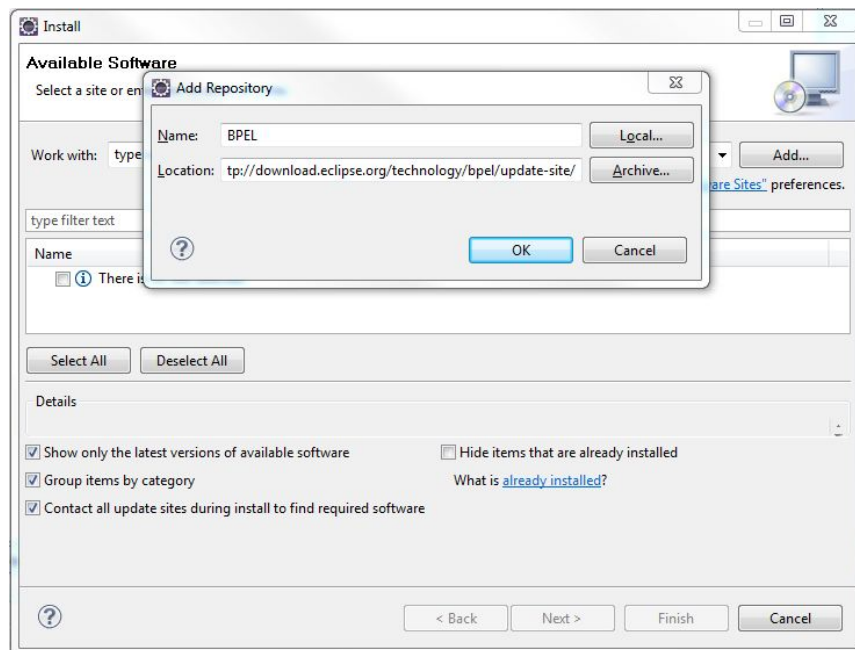 Install
Available Software
Select a site or en
Add Repository
Name: BPEL Local...
Work with: type Add...
Location: tp://download.eclipse.org/technology/bpel/update-site/ Archive...
are Sites" preferences.
type filter text
OK Cancel
Name
There is
Select All Deselect All
Details
Show only the latest versions of available software Hide items that are already installed
Group items by category What is already installed?
Contact all update sites during install to find required software
? < Back Next > Finish Cancel